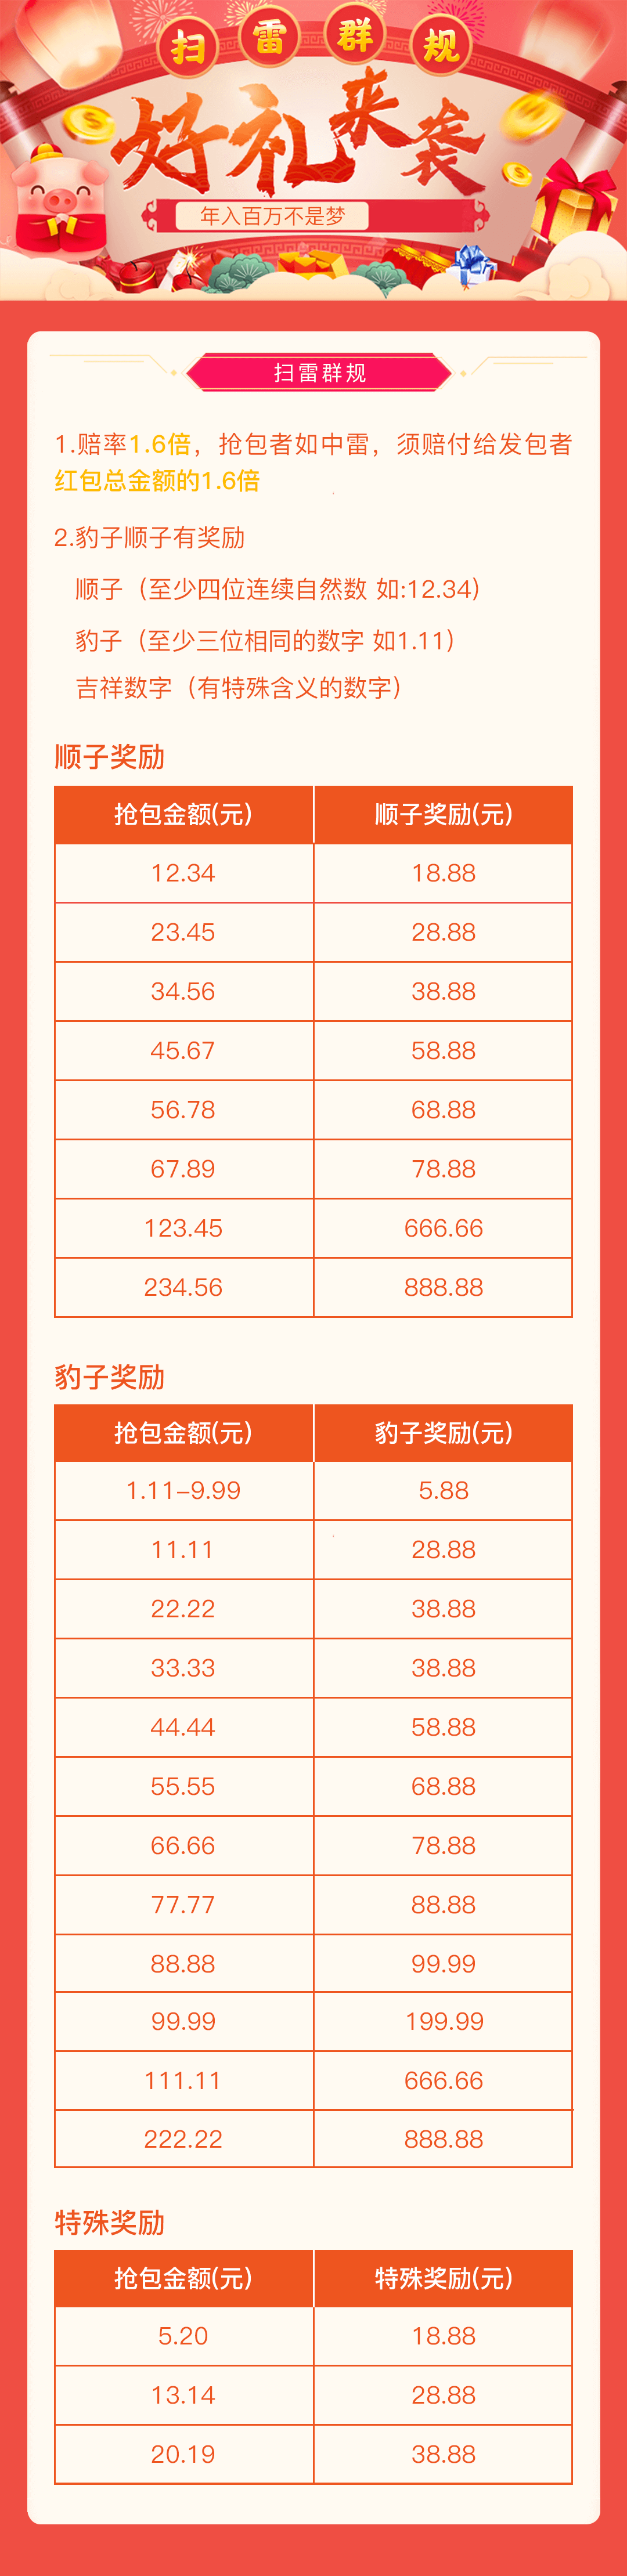 扫雷群规
好礼来袭
年入百万不是梦
扫雷群规
1.赔率1.6倍，抢包者如中雷，须赔付给发包者
红包总金额的1.6倍
2.豹子顺子有奖励
顺子（至少四位连续自然数 如:12.34）
豹子（至少三位相同的数字 如1.11）
吉祥数字（有特殊含义的数字）
顺子奖励
抢包金额(元) 顺子奖励(元)
12.34 18.88
23.45 28.88
34.56 38.88
45.67 58.88
56.78 68.88
67.89 78.88
123.45 666.66
234.56 888.88
豹子奖励
抢包金额(元) 豹子奖励(元)
1.11–9.99 5.88
11.11 28.88
22.22 38.88
33.33 38.88
44.44 58.88
55.55 68.88
66.66 78.88
77.77 88.88
88.88 99.99
99.99 199.99
111.11 666.66
222.22 888.88
特殊奖励
抢包金额(元) 特殊奖励(元)
5.20 18.88
13.14 28.88
20.19 38.88